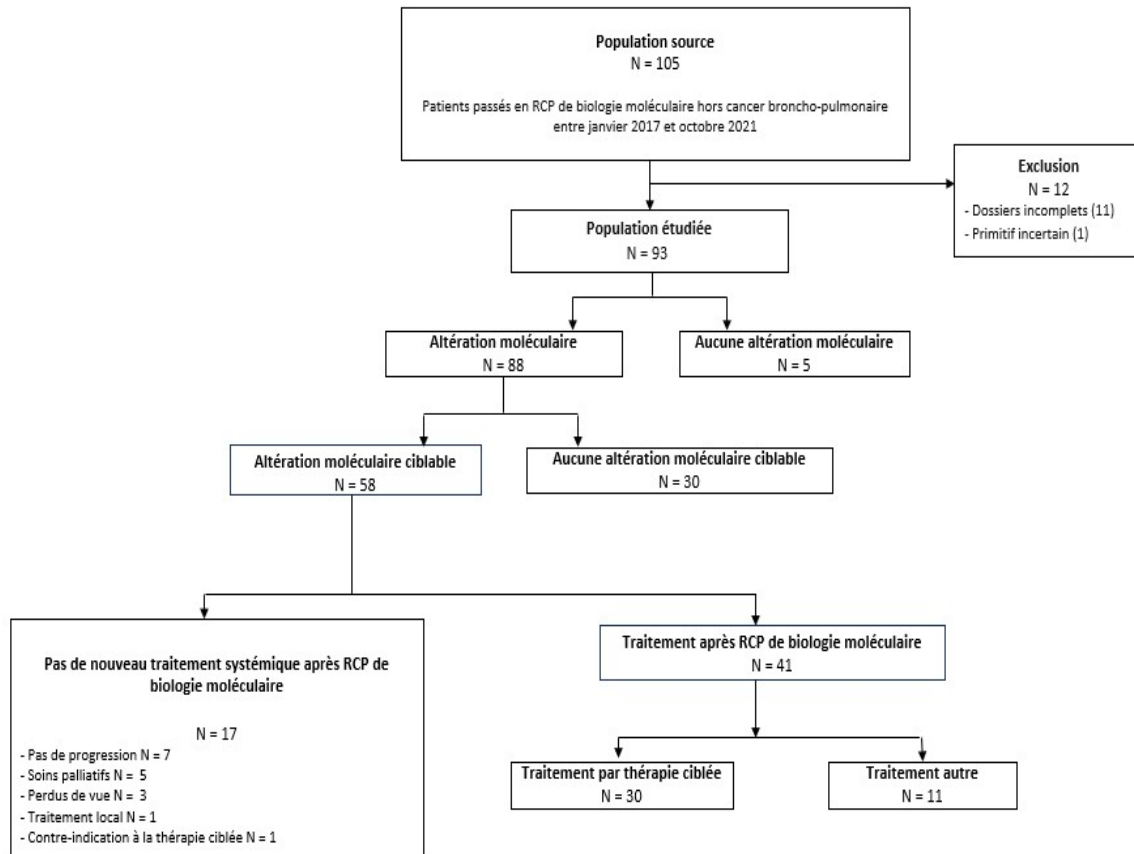 Population source
N = 105
Patients passés en RCP de biologie moléculaire hors cancer broncho-pulmonaire
entre janvier 2017 et octobre 2021
Exclusion
N = 12
- Dossiers incomplets (11)
- Primitif incertain (1)
Population étudiée
N = 93
Altération moléculaire
N = 88
Aucune altération moléculaire
N = 5
Altération moléculaire ciblable
N = 58
Aucune altération moléculaire ciblable
N = 30
Pas de nouveau traitement systémique après RCP de
biologie moléculaire
N = 17
- Pas de progression N = 7
- Soins palliatifs N = 5
- Perdus de vue N = 3
- Traitement local N = 1
- Contre-indication à la thérapie ciblée N = 1
Traitement après RCP de biologie moléculaire
N = 41
Traitement par thérapie ciblée
N = 30
Traitement autre
N = 11